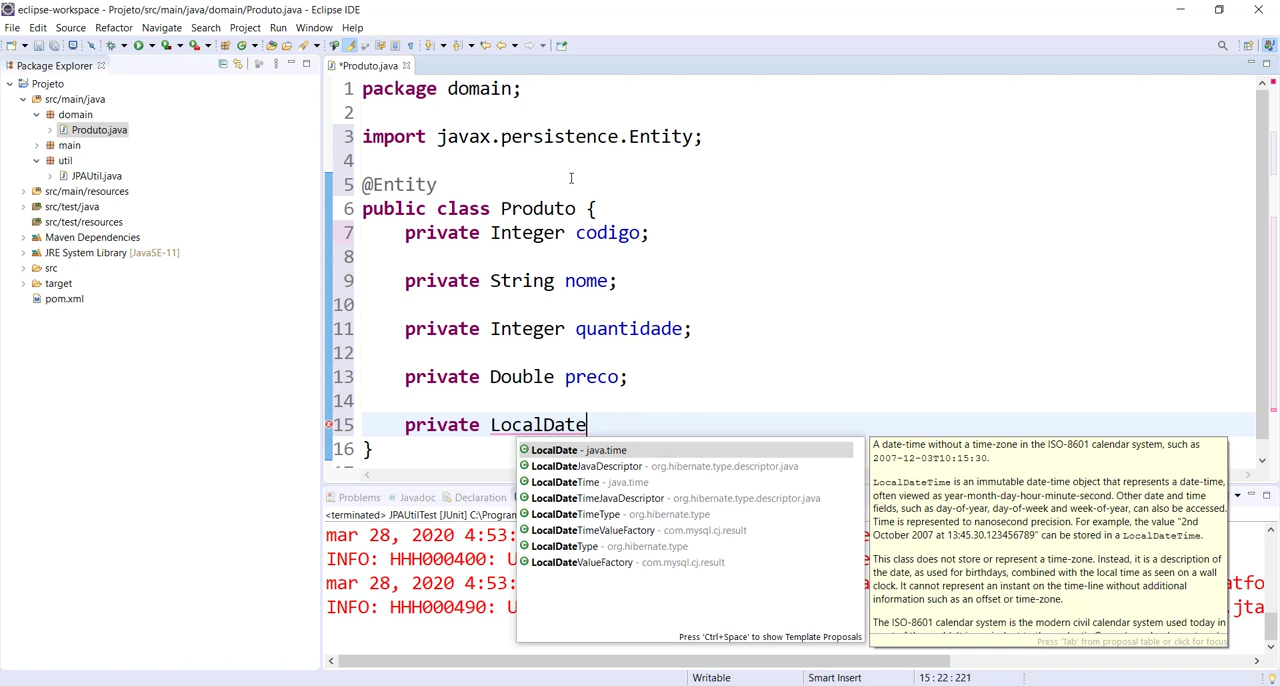 eclipse-workspace - Projeto/src/main/java/domain/Produto.java - Eclipse IDE
File Edit Source Refactor Navigate Search Project Run Window Help
Package Explorer
Projeto
src/main/java
domain
Produto.java
main
util
JPAUtil.java
src/main/resources
src/test/java
src/test/resources
Maven Dependencies
JRE System Library [JavaSE-11]
src
target
pom.xml
*Produto.java
1 package domain;
2
3 import javax.persistence.Entity;
4
5 @Entity
6 public class Produto {
7 private Integer codigo;
8
9 private String nome;
10
11 private Integer quantidade;
12
13 private Double preco;
14
15 private LocalDate
16 }
LocalDate - java.time
LocalDateJavaDescriptor - org.hibernate.type.descriptor.java
LocalDateTime - java.time
LocalDateTimeJavaDescriptor - org.hibernate.type.descriptor.java
LocalDateTimeType - org.hibernate.type
LocalDateTimeValueFactory - com.mysql.cj.result
LocalDateType - org.hibernate.type
LocalDateValueFactory - com.mysql.cj.result
Press 'Ctrl+Space' to show Template Proposals
A date-time without a time-zone in the ISO-8601 calendar system, such as
2007-12-03T10:15:30.
LocalDateTime is an immutable date-time object that represents a date-time,
often viewed as year-month-day-hour-minute-second. Other date and time
fields, such as day-of-year, day-of-week and week-of-year, can also be accessed.
Time is represented to nanosecond precision. For example, the value "2nd
October 2007 at 13:45.30.123456789" can be stored in a LocalDateTime.
This class does not store or represent a time-zone. Instead, it is a description of
the date, as used for birthdays, combined with the local time as seen on a wall
clock. It cannot represent an instant on the time-line without additional
information such as an offset or time-zone.
The ISO-8601 calendar system is the modern civil calendar system used today in
Press 'Tab' from proposal table or click for focus
Problems Javadoc Declaration
<terminated> JPAUtilTest [JUnit] C:\Program
mar 28, 2020 4:53:
INFO: HHH000400: U
mar 28, 2020 4:53: atfo
INFO: HHH000490: U .jta
Writable Smart Insert 15 : 22 : 221